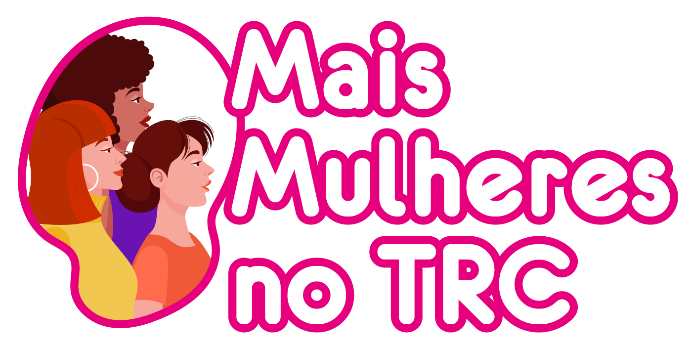 Mais
Mulheres
no TRC